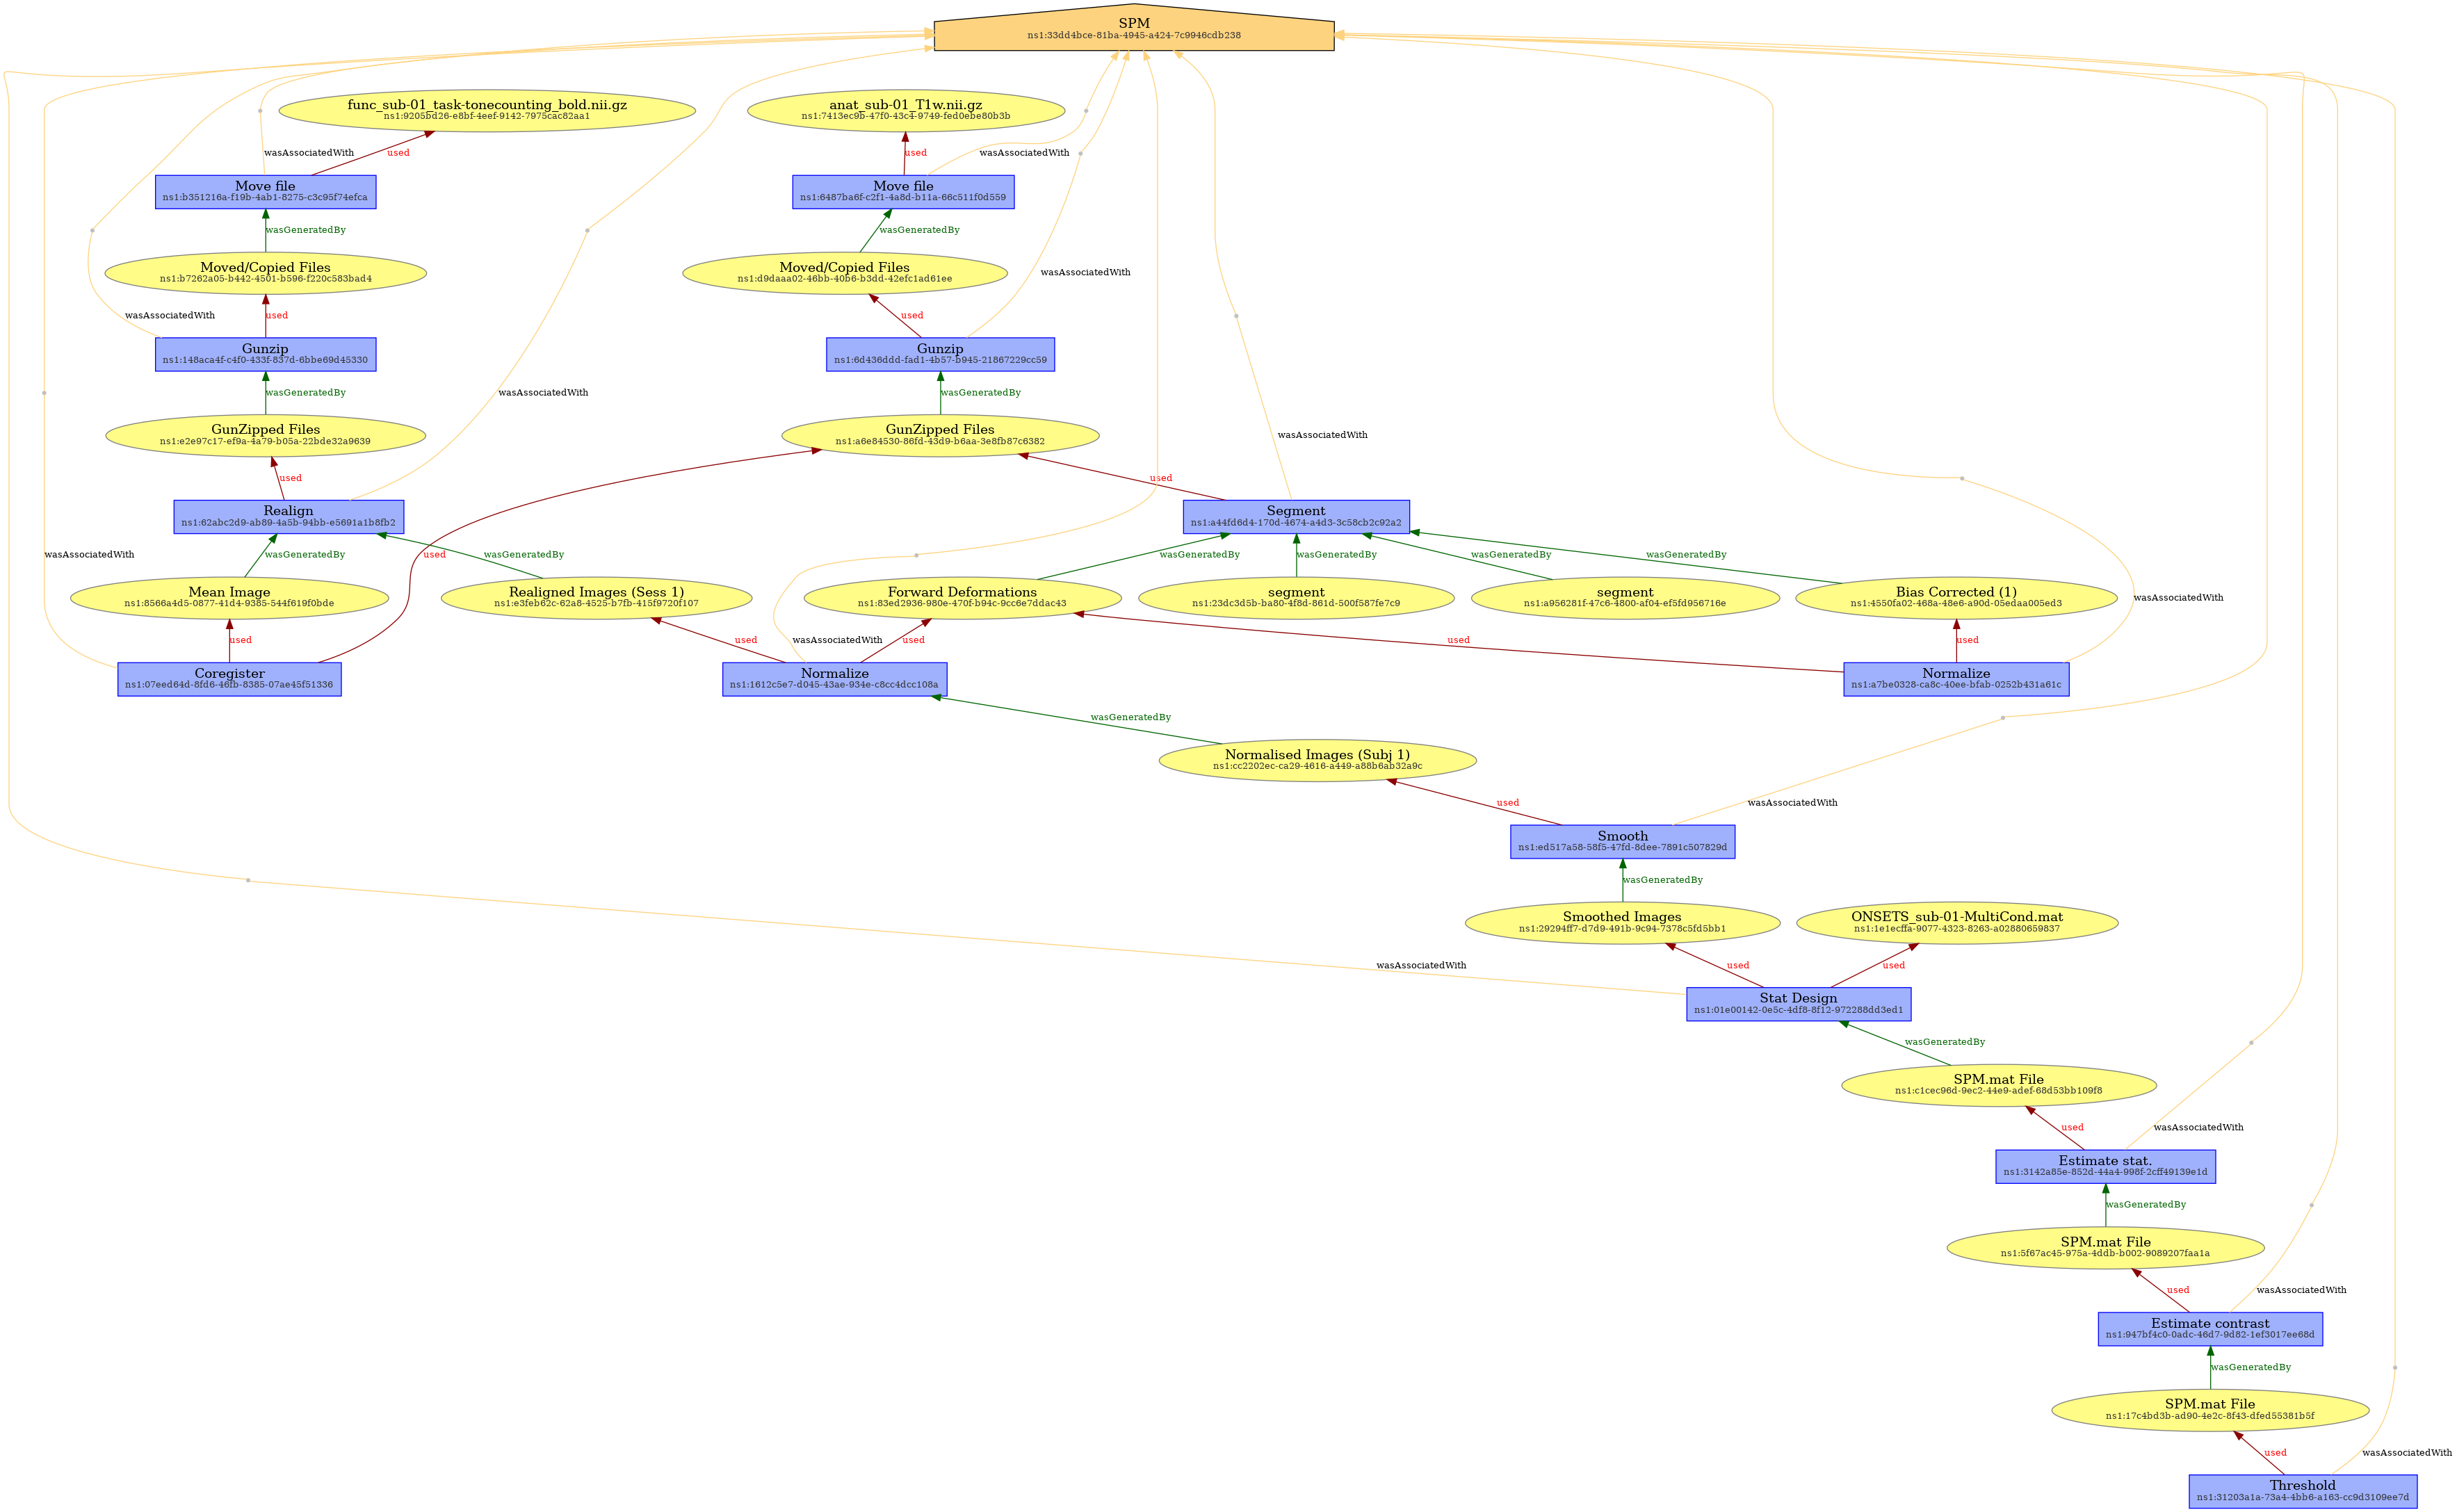 SPM
ns1:33dd4bce-81ba-4945-a424-7c9946cdb238
func_sub-01_task-tonecounting_bold.nii.gz
ns1:9205bd26-e8bf-4eef-9142-7975cac82aa1
anat_sub-01_T1w.nii.gz
ns1:7413ec9b-47f0-43c4-9749-fed0ebe80b3b
wasAssociatedWith
used
used
wasAssociatedWith
Move file
ns1:b351216a-f19b-4ab1-8275-c3c95f74efca
Move file
ns1:6487ba6f-c2f1-4a8d-b11a-66c511f0d559
wasGeneratedBy
wasGeneratedBy
Moved/Copied Files
ns1:b7262a05-b442-4501-b596-f220c583bad4
Moved/Copied Files
ns1:d9daaa02-46bb-40b6-b3dd-42efc1ad61ee
wasAssociatedWith
wasAssociatedWith
used
used
Gunzip
ns1:148aca4f-c4f0-433f-837d-6bbe69d45330
Gunzip
ns1:6d436ddd-fad1-4b57-b945-21867229cc59
wasGeneratedBy
wasAssociatedWith
wasGeneratedBy
GunZipped Files
ns1:e2e97c17-ef9a-4a79-b05a-22bde32a9639
GunZipped Files
ns1:a6e84530-86fd-43d9-b6aa-3e8fb87c6382
wasAssociatedWith
used
used
Realign
ns1:62abc2d9-ab89-4a5b-94bb-e5691a1b8fb2
Segment
ns1:a44fd6d4-170d-4674-a4d3-3c58cb2c92a2
wasAssociatedWith
wasGeneratedBy
used
wasGeneratedBy
wasGeneratedBy
wasGeneratedBy
wasGeneratedBy
wasGeneratedBy
Mean Image
ns1:8566a4d5-0877-41d4-9385-544f619f0bde
Realigned Images (Sess 1)
ns1:e3feb62c-62a8-4525-b7fb-415f9720f107
Forward Deformations
ns1:83ed2936-980e-470f-b94c-9cc6e7ddac43
segment
ns1:23dc3d5b-ba80-4f8d-861d-500f587fe7c9
segment
ns1:a956281f-47c6-4800-af04-ef5fd956716e
Bias Corrected (1)
ns1:4550fa02-468a-48e6-a90d-05edaa005ed3
wasAssociatedWith
used
used
wasAssociatedWith
used
used
used
Coregister
ns1:07eed64d-8fd6-46fb-8385-07ae45f51336
Normalize
ns1:1612c5e7-d045-43ae-934e-c8cc4dcc108a
Normalize
ns1:a7be0328-ca8c-40ee-bfab-0252b431a61c
wasGeneratedBy
Normalised Images (Subj 1)
ns1:cc2202ec-ca29-4616-a449-a88b6ab32a9c
used
wasAssociatedWith
Smooth
ns1:ed517a58-58f5-47fd-8dee-7891c507829d
wasGeneratedBy
Smoothed Images
ns1:29294ff7-d7d9-491b-9c94-7378c5fd5bb1
ONSETS_sub-01-MultiCond.mat
ns1:1e1ecffa-9077-4323-8263-a02880659837
wasAssociatedWith
used
used
Stat Design
ns1:01e00142-0e5c-4df8-8f12-972288dd3ed1
wasGeneratedBy
SPM.mat File
ns1:c1cec96d-9ec2-44e9-adef-68d53bb109f8
used
wasAssociatedWith
Estimate stat.
ns1:3142a85e-852d-44a4-998f-2cff49139e1d
wasGeneratedBy
SPM.mat File
ns1:5f67ac45-975a-4ddb-b002-9089207faa1a
used
wasAssociatedWith
Estimate contrast
ns1:947bf4c0-0adc-46d7-9d82-1ef3017ee68d
wasGeneratedBy
SPM.mat File
ns1:17c4bd3b-ad90-4e2c-8f43-dfed55381b5f
used
wasAssociatedWith
Threshold
ns1:31203a1a-73a4-4bb6-a163-cc9d3109ee7d